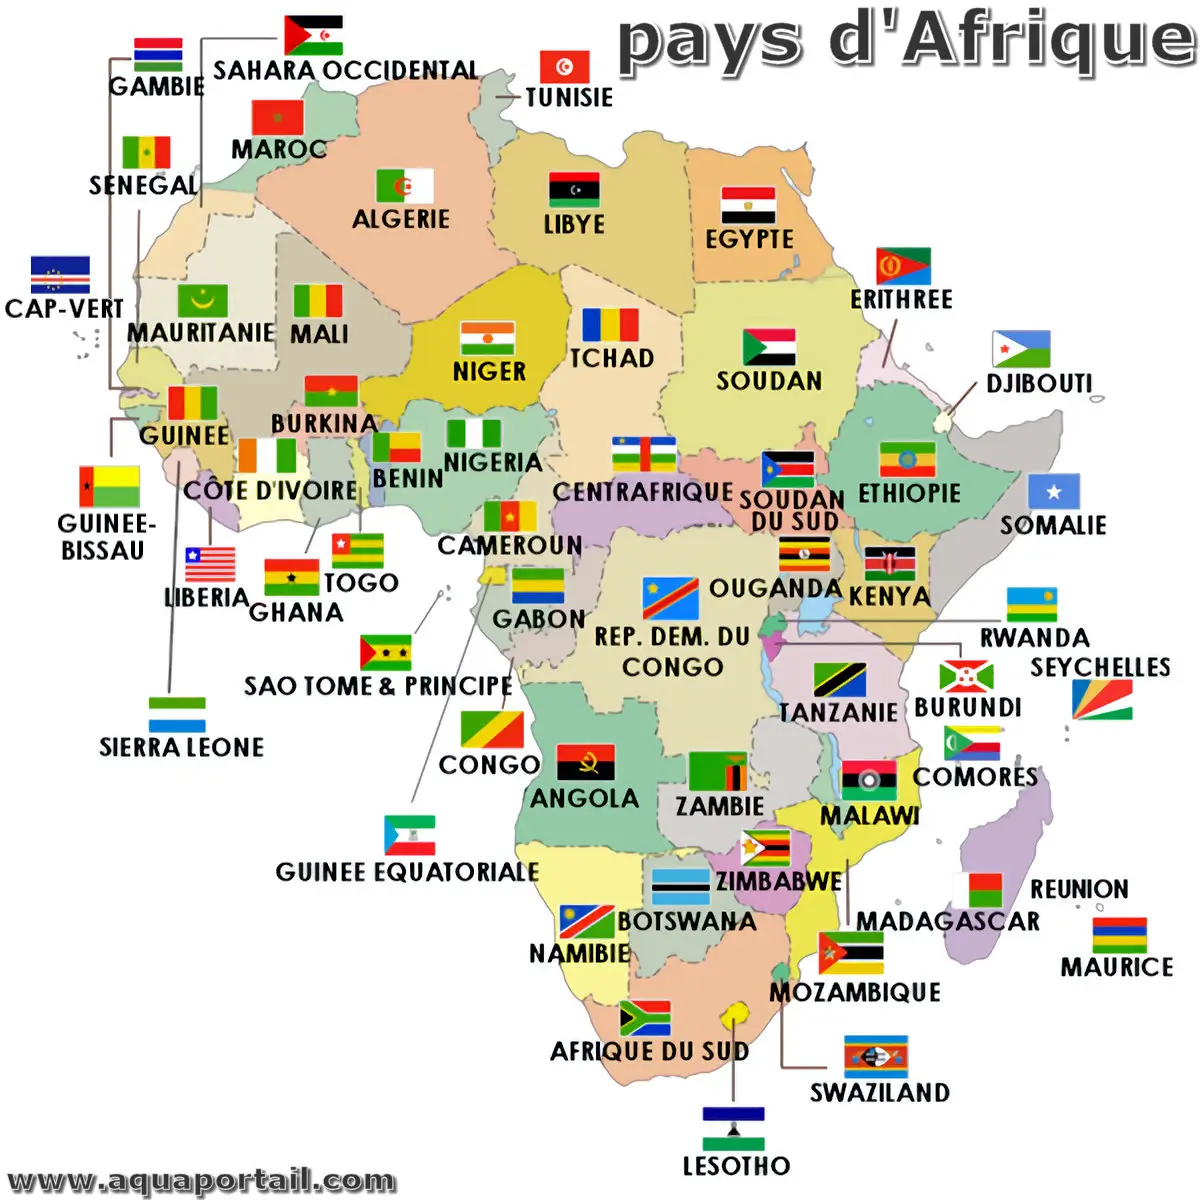 pays d'Afrique
GAMBIE
SAHARA OCCIDENTAL
TUNISIE
MAROC
SENEGAL
ALGERIE
LIBYE
EGYPTE
CAP-VERT
MAURITANIE
MALI
NIGER
TCHAD
SOUDAN
ERITHREE
DJIBOUTI
GUINEE
BURKINA
CÔTE D'IVOIRE
BENIN
NIGERIA
CENTRAFRIQUE
SOUDAN
DU SUD
ETHIOPIE
SOMALIE
GUINEE-
BISSAU
LIBERIA
GHANA
TOGO
CAMEROUN
GABON
REP. DEM. DU
CONGO
OUGANDA
KENYA
RWANDA
SEYCHELLES
SAO TOME & PRINCIPE
SIERRA LEONE
CONGO
ANGOLA
TANZANIE
BURUNDI
COMORES
ZAMBIE
MALAWI
GUINEE EQUATORIALE
ZIMBABWE
BOTSWANA
NAMIBIE
MADAGASCAR
REUNION
MAURICE
MOZAMBIQUE
AFRIQUE DU SUD
SWAZILAND
LESOTHO
www.aquaportail.com